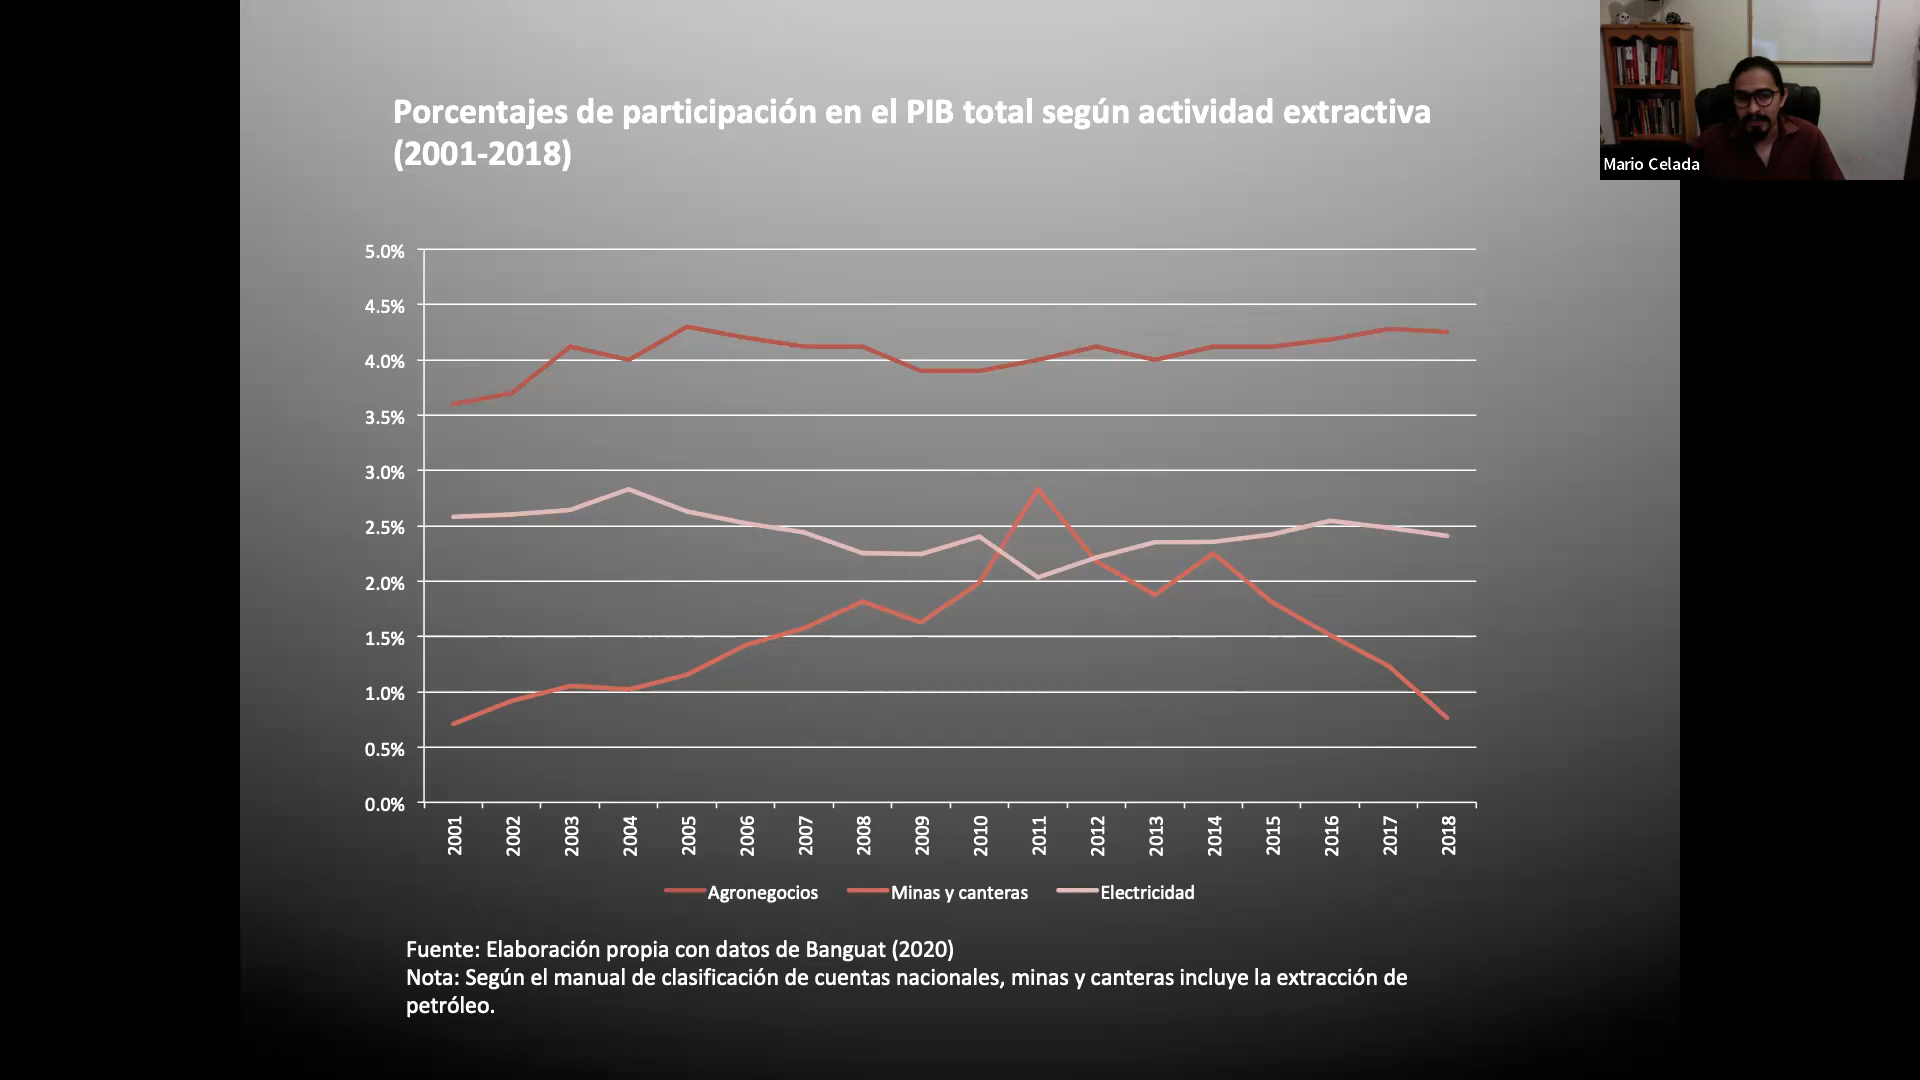 Porcentajes de participación en el PIB total según actividad extractiva
(2001-2018)
Mario Celada
5.0%
4.5%
4.0%
3.5%
3.0%
2.5%
2.0%
1.5%
1.0%
0.5%
0.0%
2001 2002 2003 2004 2005 2006 2007 2008 2009 2010 2011 2012 2013 2014 2015 2016 2017 2018
Agronegocios Minas y canteras Electricidad
Fuente: Elaboración propia con datos de Banguat (2020)
Nota: Según el manual de clasificación de cuentas nacionales, minas y canteras incluye la extracción de
petróleo.